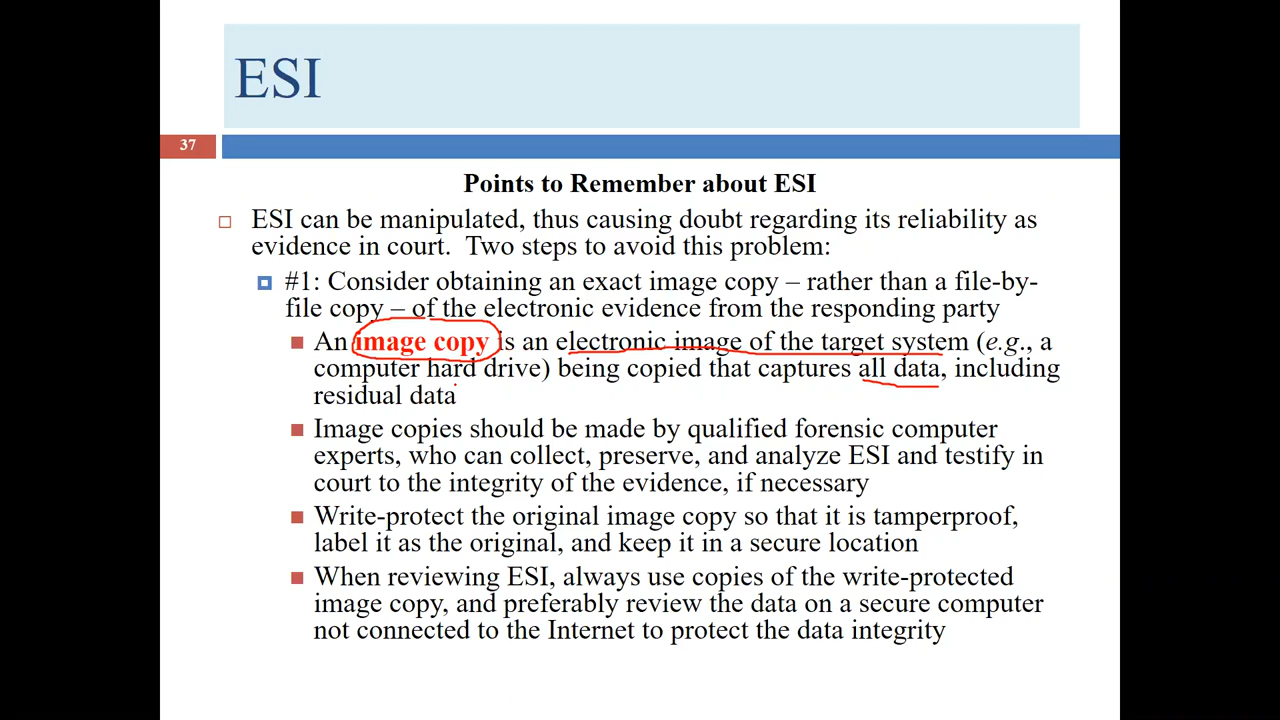 ESI
37
Points to Remember about ESI
ESI can be manipulated, thus causing doubt regarding its reliability as
evidence in court. Two steps to avoid this problem:
#1: Consider obtaining an exact image copy – rather than a file-by-
file copy – of the electronic evidence from the responding party
An image copy is an electronic image of the target system (e.g., a
computer hard drive) being copied that captures all data, including
residual data
Image copies should be made by qualified forensic computer
experts, who can collect, preserve, and analyze ESI and testify in
court to the integrity of the evidence, if necessary
Write-protect the original image copy so that it is tamperproof,
label it as the original, and keep it in a secure location
When reviewing ESI, always use copies of the write-protected
image copy, and preferably review the data on a secure computer
not connected to the Internet to protect the data integrity